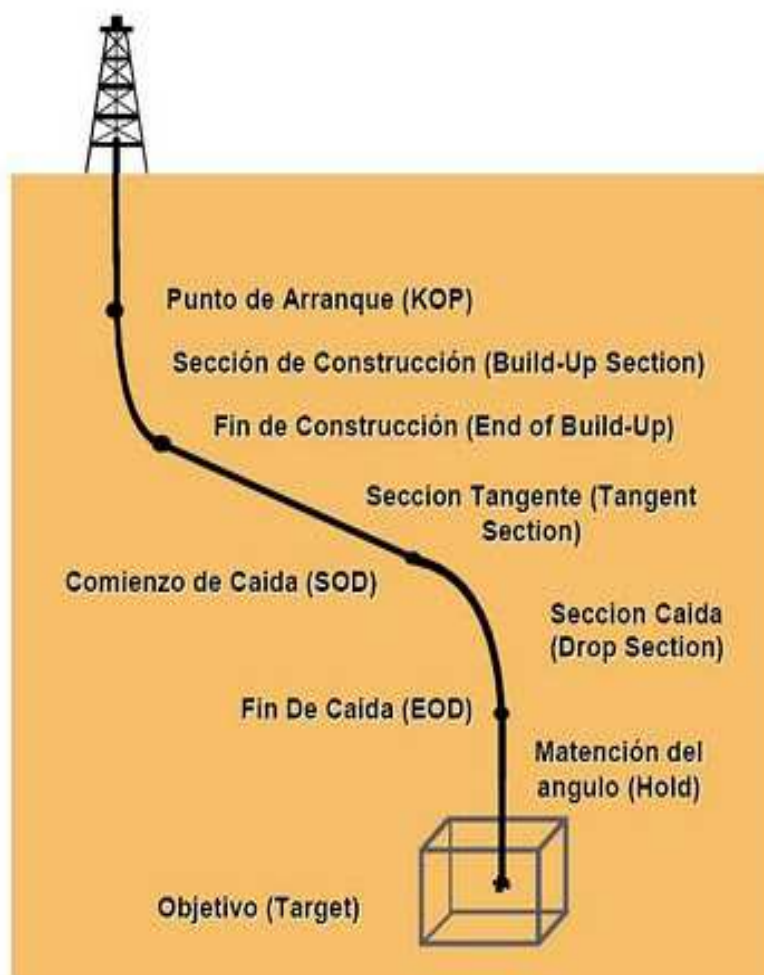 Punto de Arranque (KOP)
Sección de Construcción (Build-Up Section)
Fin de Construcción (End of Build-Up)
Seccion Tangente (Tangent
Section)
Comienzo de Caida (SOD)
Seccion Caida
(Drop Section)
Fin De Caida (EOD)
Matención del
angulo (Hold)
Objetivo (Target)